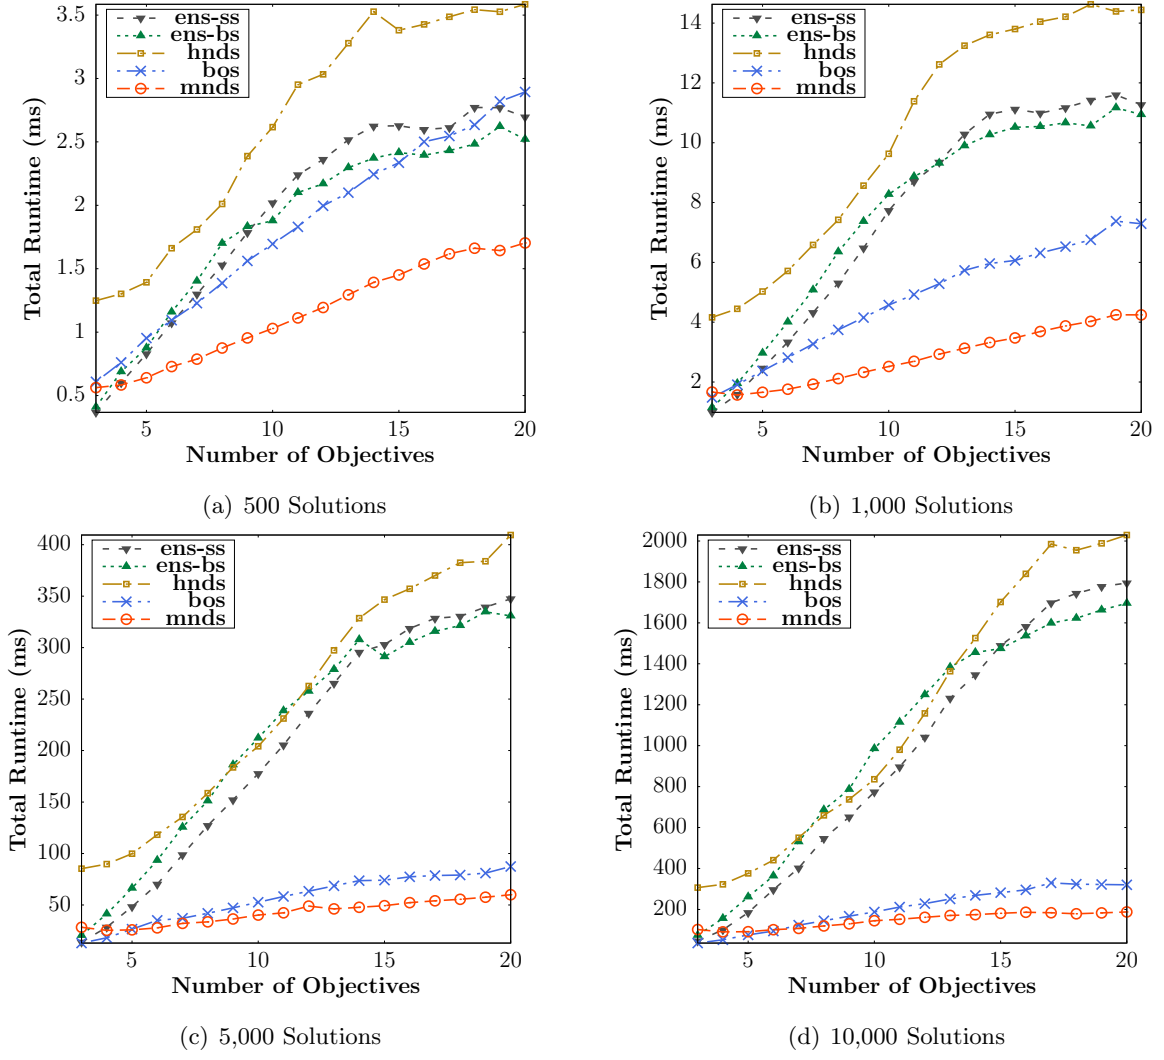 3.5
3
2.5
2
1.5
1
0.5
5
10
15
20
Total Runtime (ms)
Number of Objectives
ens-ss
ens-bs
hnds
bos
mnds
(a) 500 Solutions
14
12
10
8
6
4
2
5
10
15
20
Total Runtime (ms)
Number of Objectives
ens-ss
ens-bs
hnds
bos
mnds
(b) 1,000 Solutions
400
350
300
250
200
150
100
50
5
10
15
20
Total Runtime (ms)
Number of Objectives
ens-ss
ens-bs
hnds
bos
mnds
(c) 5,000 Solutions
2000
1800
1600
1400
1200
1000
800
600
400
200
5
10
15
20
Total Runtime (ms)
Number of Objectives
ens-ss
ens-bs
hnds
bos
mnds
(d) 10,000 Solutions